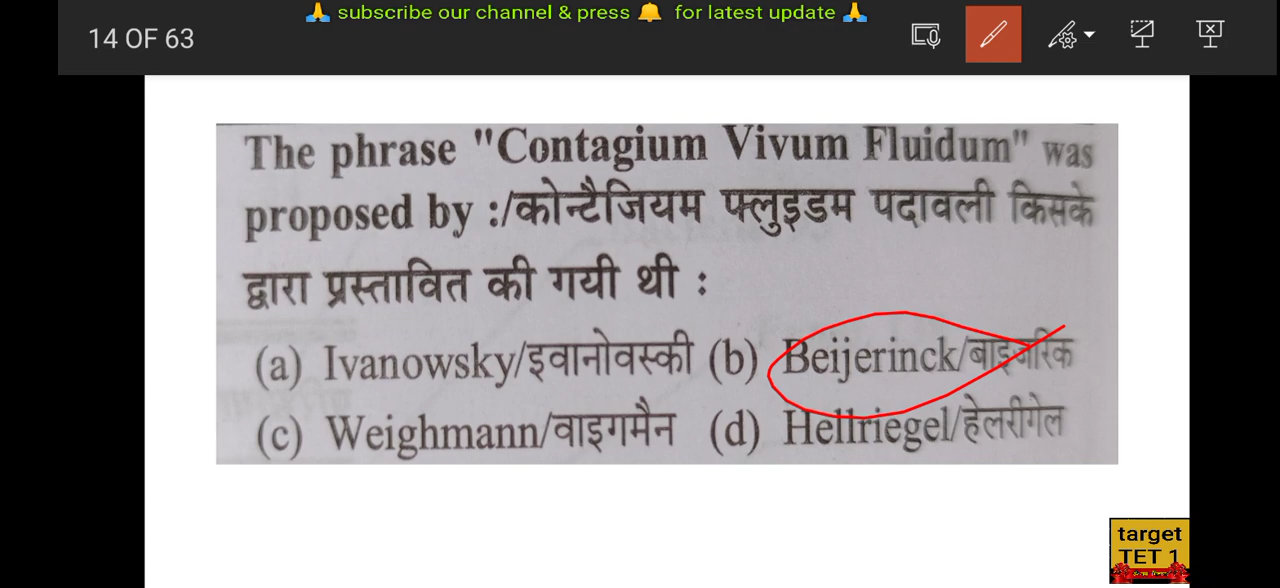 🙏 subscribe our channel & press 🔔 for latest update 🙏
14 OF 63
The phrase "Contagium Vivum Fluidum" was
proposed by :/कोन्टैजियम फ्लुइडम पदावली किसके
द्वारा प्रस्तावित की गयी थी :
(a) Ivanowsky/इवानोवस्की (b) Beijerinck/बाइजरिंक
(c) Weighmann/वाइगमैन (d) Hellriegel/हेलरीगेल
target
TET 1